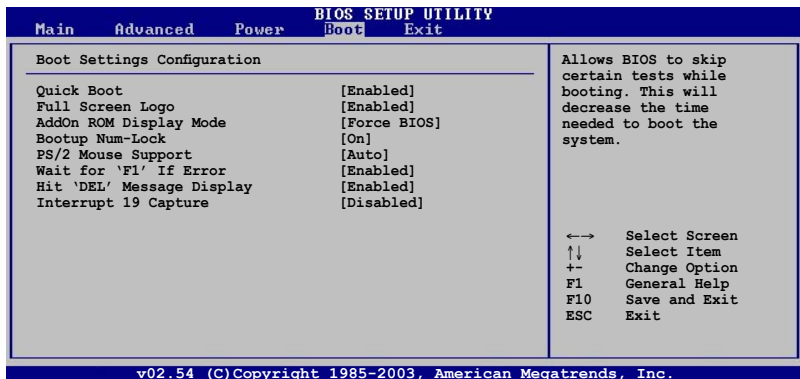 BIOS SETUP UTILITY
Main Advanced Power Boot Exit
Boot Settings Configuration
Quick Boot [Enabled]
Full Screen Logo [Enabled]
AddOn ROM Display Mode [Force BIOS]
Bootup Num-Lock [On]
PS/2 Mouse Support [Auto]
Wait for ‘F1’ If Error [Enabled]
Hit ‘DEL’ Message Display [Enabled]
Interrupt 19 Capture [Disabled]
Allows BIOS to skip
certain tests while
booting. This will
decrease the time
needed to boot the
system.
←→ Select Screen
↑↓ Select Item
+- Change Option
F1 General Help
F10 Save and Exit
ESC Exit
v02.54 (C)Copyright 1985-2003, American Megatrends, Inc.